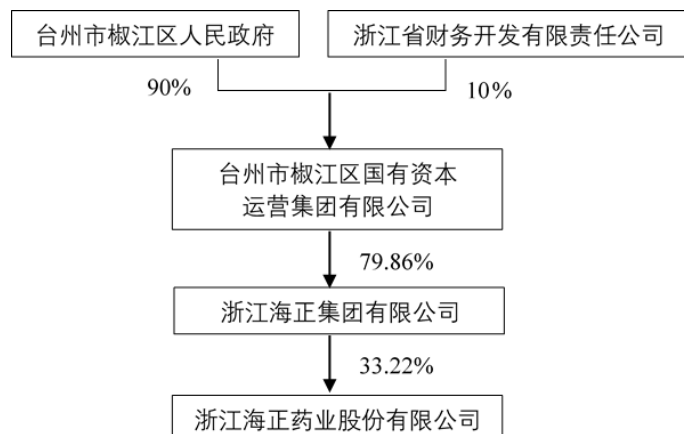 台州市椒江区人民政府
浙江省财务开发有限责任公司
90%
10%
台州市椒江区国有资本
运营集团有限公司
79.86%
浙江海正集团有限公司
33.22%
浙江海正药业股份有限公司